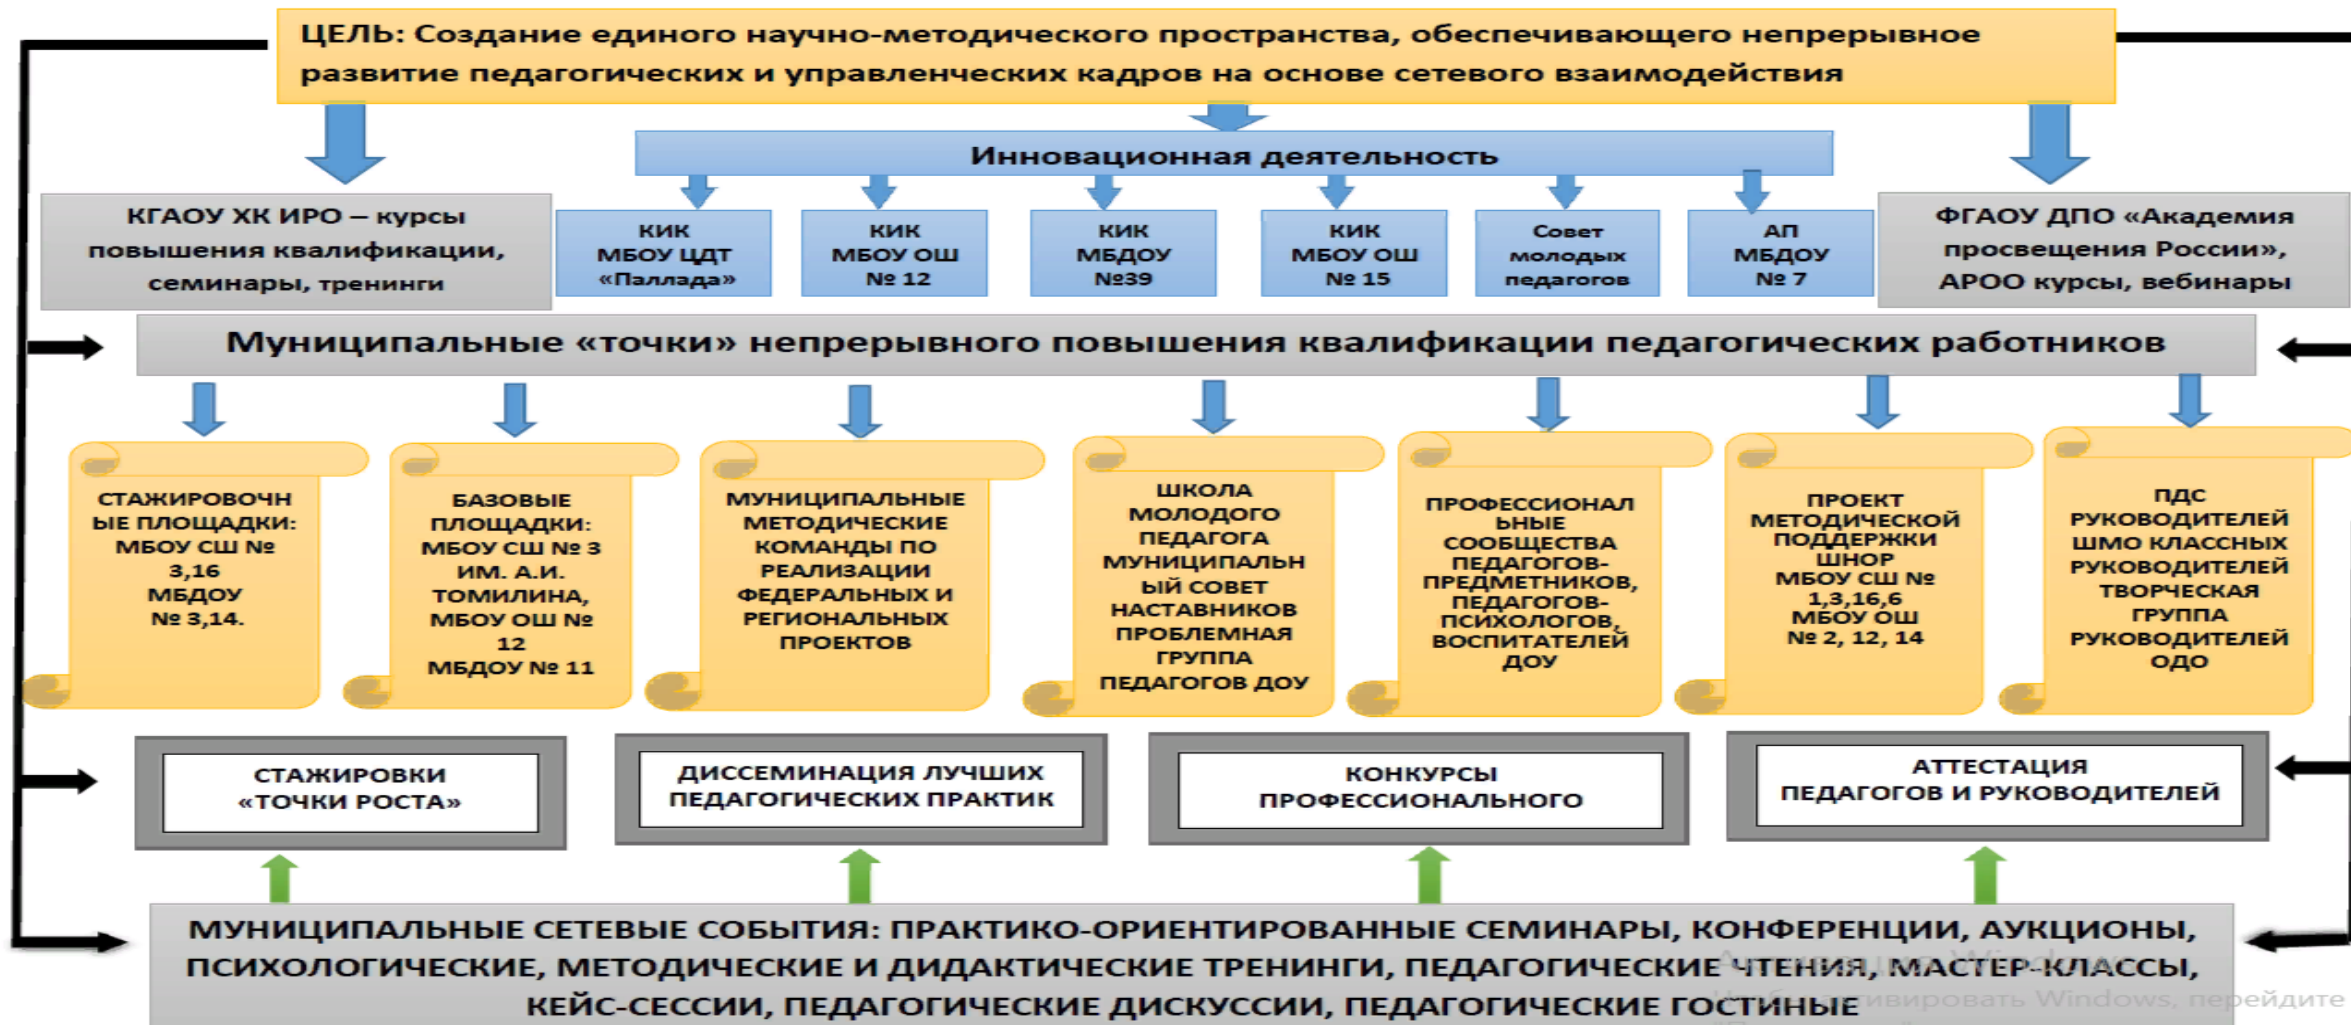 ЦЕЛЬ: Создание единого научно-методического пространства, обеспечивающего непрерывное
развитие педагогических и управленческих кадров на основе сетевого взаимодействия
Инновационная деятельность
КГАОУ ХК ИРО – курсы
повышения квалификации,
семинары, тренинги
КИК
МБОУ ЦДТ
«Паллада»
КИК
МБОУ ОШ
№ 12
КИК
МБДОУ
№39
КИК
МБОУ ОШ
№ 15
Совет
молодых
педагогов
АП
МБДОУ
№ 7
ФГАОУ ДПО «Академия
просвещения России»,
АРОО курсы, вебинары
Муниципальные «точки» непрерывного повышения квалификации педагогических работников
СТАЖИРОВОЧН
ЫЕ ПЛОЩАДКИ:
МБОУ СШ №
3,16
МБДОУ
№ 3,14.
БАЗОВЫЕ
ПЛОЩАДКИ:
МБОУ СШ № 3
ИМ. А.И.
ТОМИЛИНА,
МБОУ ОШ №
12
МБДОУ № 11
МУНИЦИПАЛЬНЫЕ
МЕТОДИЧЕСКИЕ
КОМАНДЫ ПО
РЕАЛИЗАЦИИ
ФЕДЕРАЛЬНЫХ И
РЕГИОНАЛЬНЫХ
ПРОЕКТОВ
ШКОЛА
МОЛОДОГО
ПЕДАГОГА
МУНИЦИПАЛЬН
ЫЙ СОВЕТ
НАСТАВНИКОВ
ПРОБЛЕМНАЯ
ГРУППА
ПЕДАГОГОВ ДОУ
ПРОФЕССИОНАЛ
ЬНЫЕ
СООБЩЕСТВА
ПЕДАГОГОВ-
ПРЕДМЕТНИКОВ,
ПЕДАГОГОВ-
ПСИХОЛОГОВ,
ВОСПИТАТЕЛЕЙ
ДОУ
ПРОЕКТ
МЕТОДИЧЕСКОЙ
ПОДДЕРЖКИ
ШНОР
МБОУ СШ №
1,3,16,6
МБОУ ОШ
№ 2, 12, 14
ПДС
РУКОВОДИТЕЛЕЙ
ШМО КЛАССНЫХ
РУКОВОДИТЕЛЕЙ
ТВОРЧЕСКАЯ
ГРУППА
РУКОВОДИТЕЛЕЙ
ОДО
СТАЖИРОВКИ
«ТОЧКИ РОСТА»
ДИССЕМИНАЦИЯ ЛУЧШИХ
ПЕДАГОГИЧЕСКИХ ПРАКТИК
КОНКУРСЫ
ПРОФЕССИОНАЛЬНОГО
АТТЕСТАЦИЯ
ПЕДАГОГОВ И РУКОВОДИТЕЛЕЙ
МУНИЦИПАЛЬНЫЕ СЕТЕВЫЕ СОБЫТИЯ: ПРАКТИКО-ОРИЕНТИРОВАННЫЕ СЕМИНАРЫ, КОНФЕРЕНЦИИ, АУКЦИОНЫ,
ПСИХОЛОГИЧЕСКИЕ, МЕТОДИЧЕСКИЕ И ДИДАКТИЧЕСКИЕ ТРЕНИНГИ, ПЕДАГОГИЧЕСКИЕ ЧТЕНИЯ, МАСТЕР-КЛАССЫ,
КЕЙС-СЕССИИ, ПЕДАГОГИЧЕСКИЕ ДИСКУССИИ, ПЕДАГОГИЧЕСКИЕ ГОСТИНЫЕ
Активация Windows
Чтобы активировать Windows, перейдите